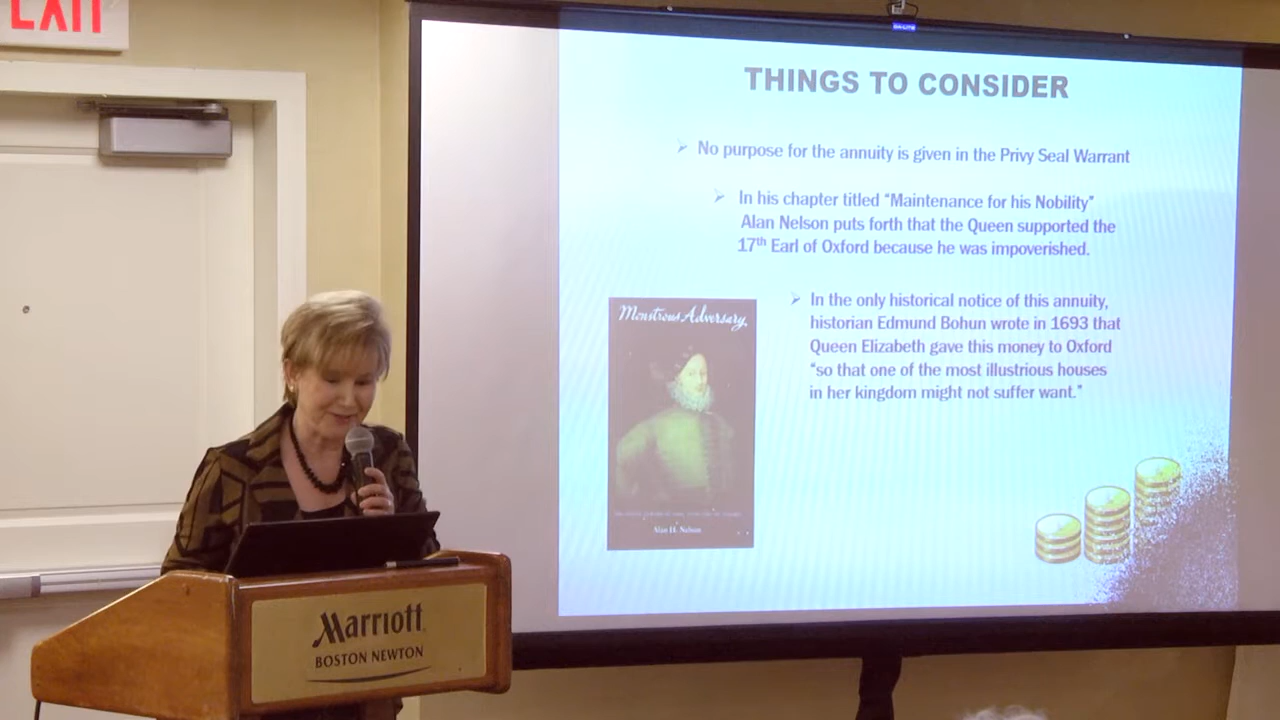 EXIT
DA-LITE
THINGS TO CONSIDER
No purpose for the annuity is given in the Privy Seal Warrant
In his chapter titled “Maintenance for his Nobility”
Alan Nelson puts forth that the Queen supported the
17th Earl of Oxford because he was impoverished.
Monstrous Adversary
Alan H. Nelson
In the only historical notice of this annuity,
historian Edmund Bohun wrote in 1693 that
Queen Elizabeth gave this money to Oxford
“so that one of the most illustrious houses
in her kingdom might not suffer want.”
Marriott
BOSTON NEWTON